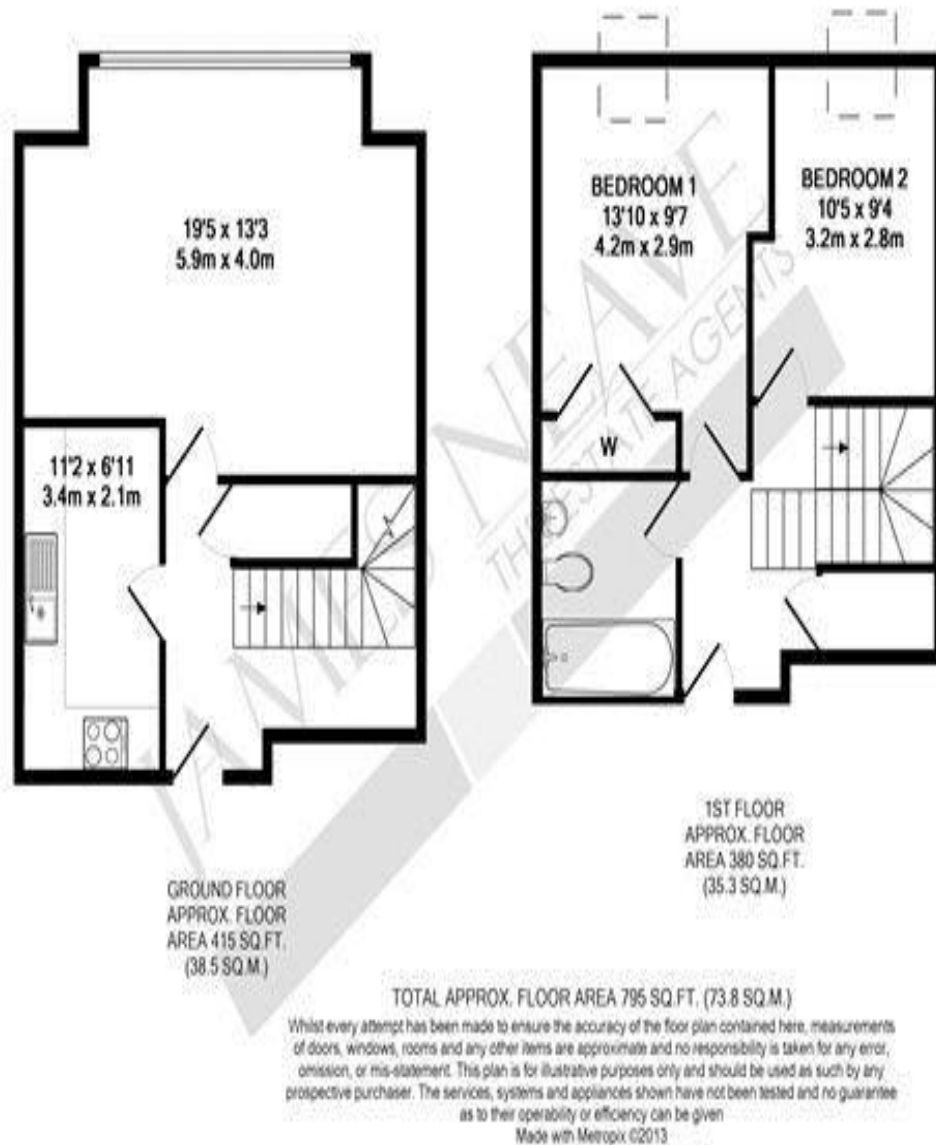 19'5 x 13'3
5.9m x 4.0m
11'2 x 6'11
3.4m x 2.1m
BEDROOM 1
13'10 x 9'7
4.2m x 2.9m
BEDROOM 2
10'5 x 9'4
3.2m x 2.8m
W
JAMES NEAVE
THE ESTATE AGENTS
GROUND FLOOR
APPROX. FLOOR
AREA 415 SQ.FT.
(38.5 SQ.M.)
1ST FLOOR
APPROX. FLOOR
AREA 380 SQ.FT.
(35.3 SQ.M.)
TOTAL APPROX. FLOOR AREA 795 SQ.FT. (73.8 SQ.M.)
Whilst every attempt has been made to ensure the accuracy of the floor plan contained here, measurements
of doors, windows, rooms and any other items are approximate and no responsibility is taken for any error,
omission, or mis-statement. This plan is for illustrative purposes only and should be used as such by any
prospective purchaser. The services, systems and appliances shown have not been tested and no guarantee
as to their operability or efficiency can be given
Made with Metropix ©2013